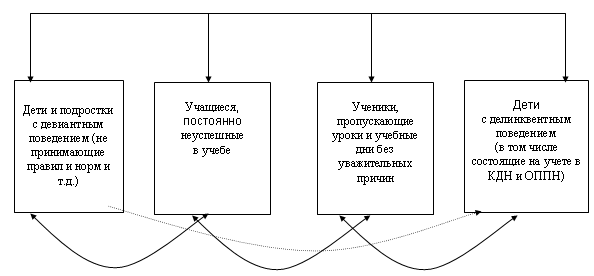 Дети и подростки
с девиантным
поведением (не
принимающие
правил и норм и
т.д.)
Учащиеся,
постоянно
неуспешные
в учебе
Ученики,
пропускающие
уроки и учебные
дни без
уважительных
причин
Дети
с делинквентным
поведением
(в том числе
состоящие на учете в
КДН и ОППН)